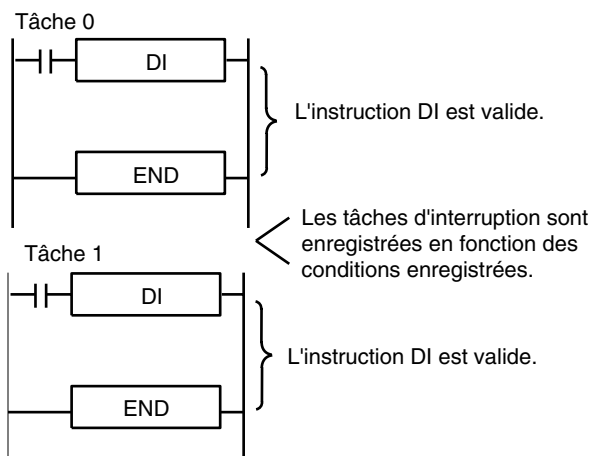 Tâche 0
DI
L'instruction DI est valide.
END
Les tâches d'interruption sont
enregistrées en fonction des
conditions enregistrées.
Tâche 1
DI
L'instruction DI est valide.
END